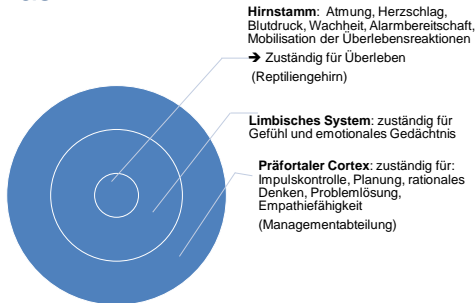 Hirnstamm: Atmung, Herzschlag,
Blutdruck, Wachheit, Alarmbereitschaft,
Mobilisation der Überlebensreaktionen
➔ Zuständig für Überleben
(Reptiliengehirn)
Limbisches System: zuständig für
Gefühl und emotionales Gedächtnis
Präfortaler Cortex: zuständig für:
Impulskontrolle, Planung, rationales
Denken, Problemlösung,
Empathiefähigkeit
(Managementabteilung)